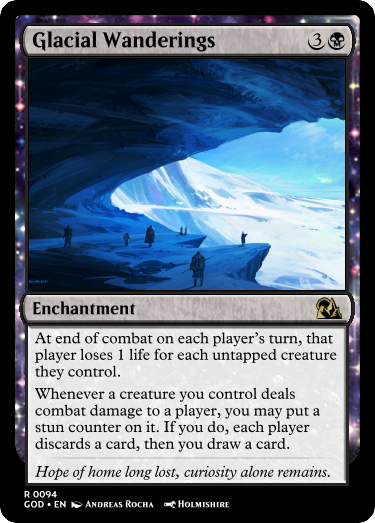 Glacial Wanderings 3
Enchantment
At end of combat on each player's turn, that
player loses 1 life for each untapped creature
they control.
Whenever a creature you control deals
combat damage to a player, you may put a
stun counter on it. If you do, each player
discards a card, then you draw a card.
Hope of home long lost, curiosity alone remains.
R 0094
GOD • EN Andreas Rocha Holmishire